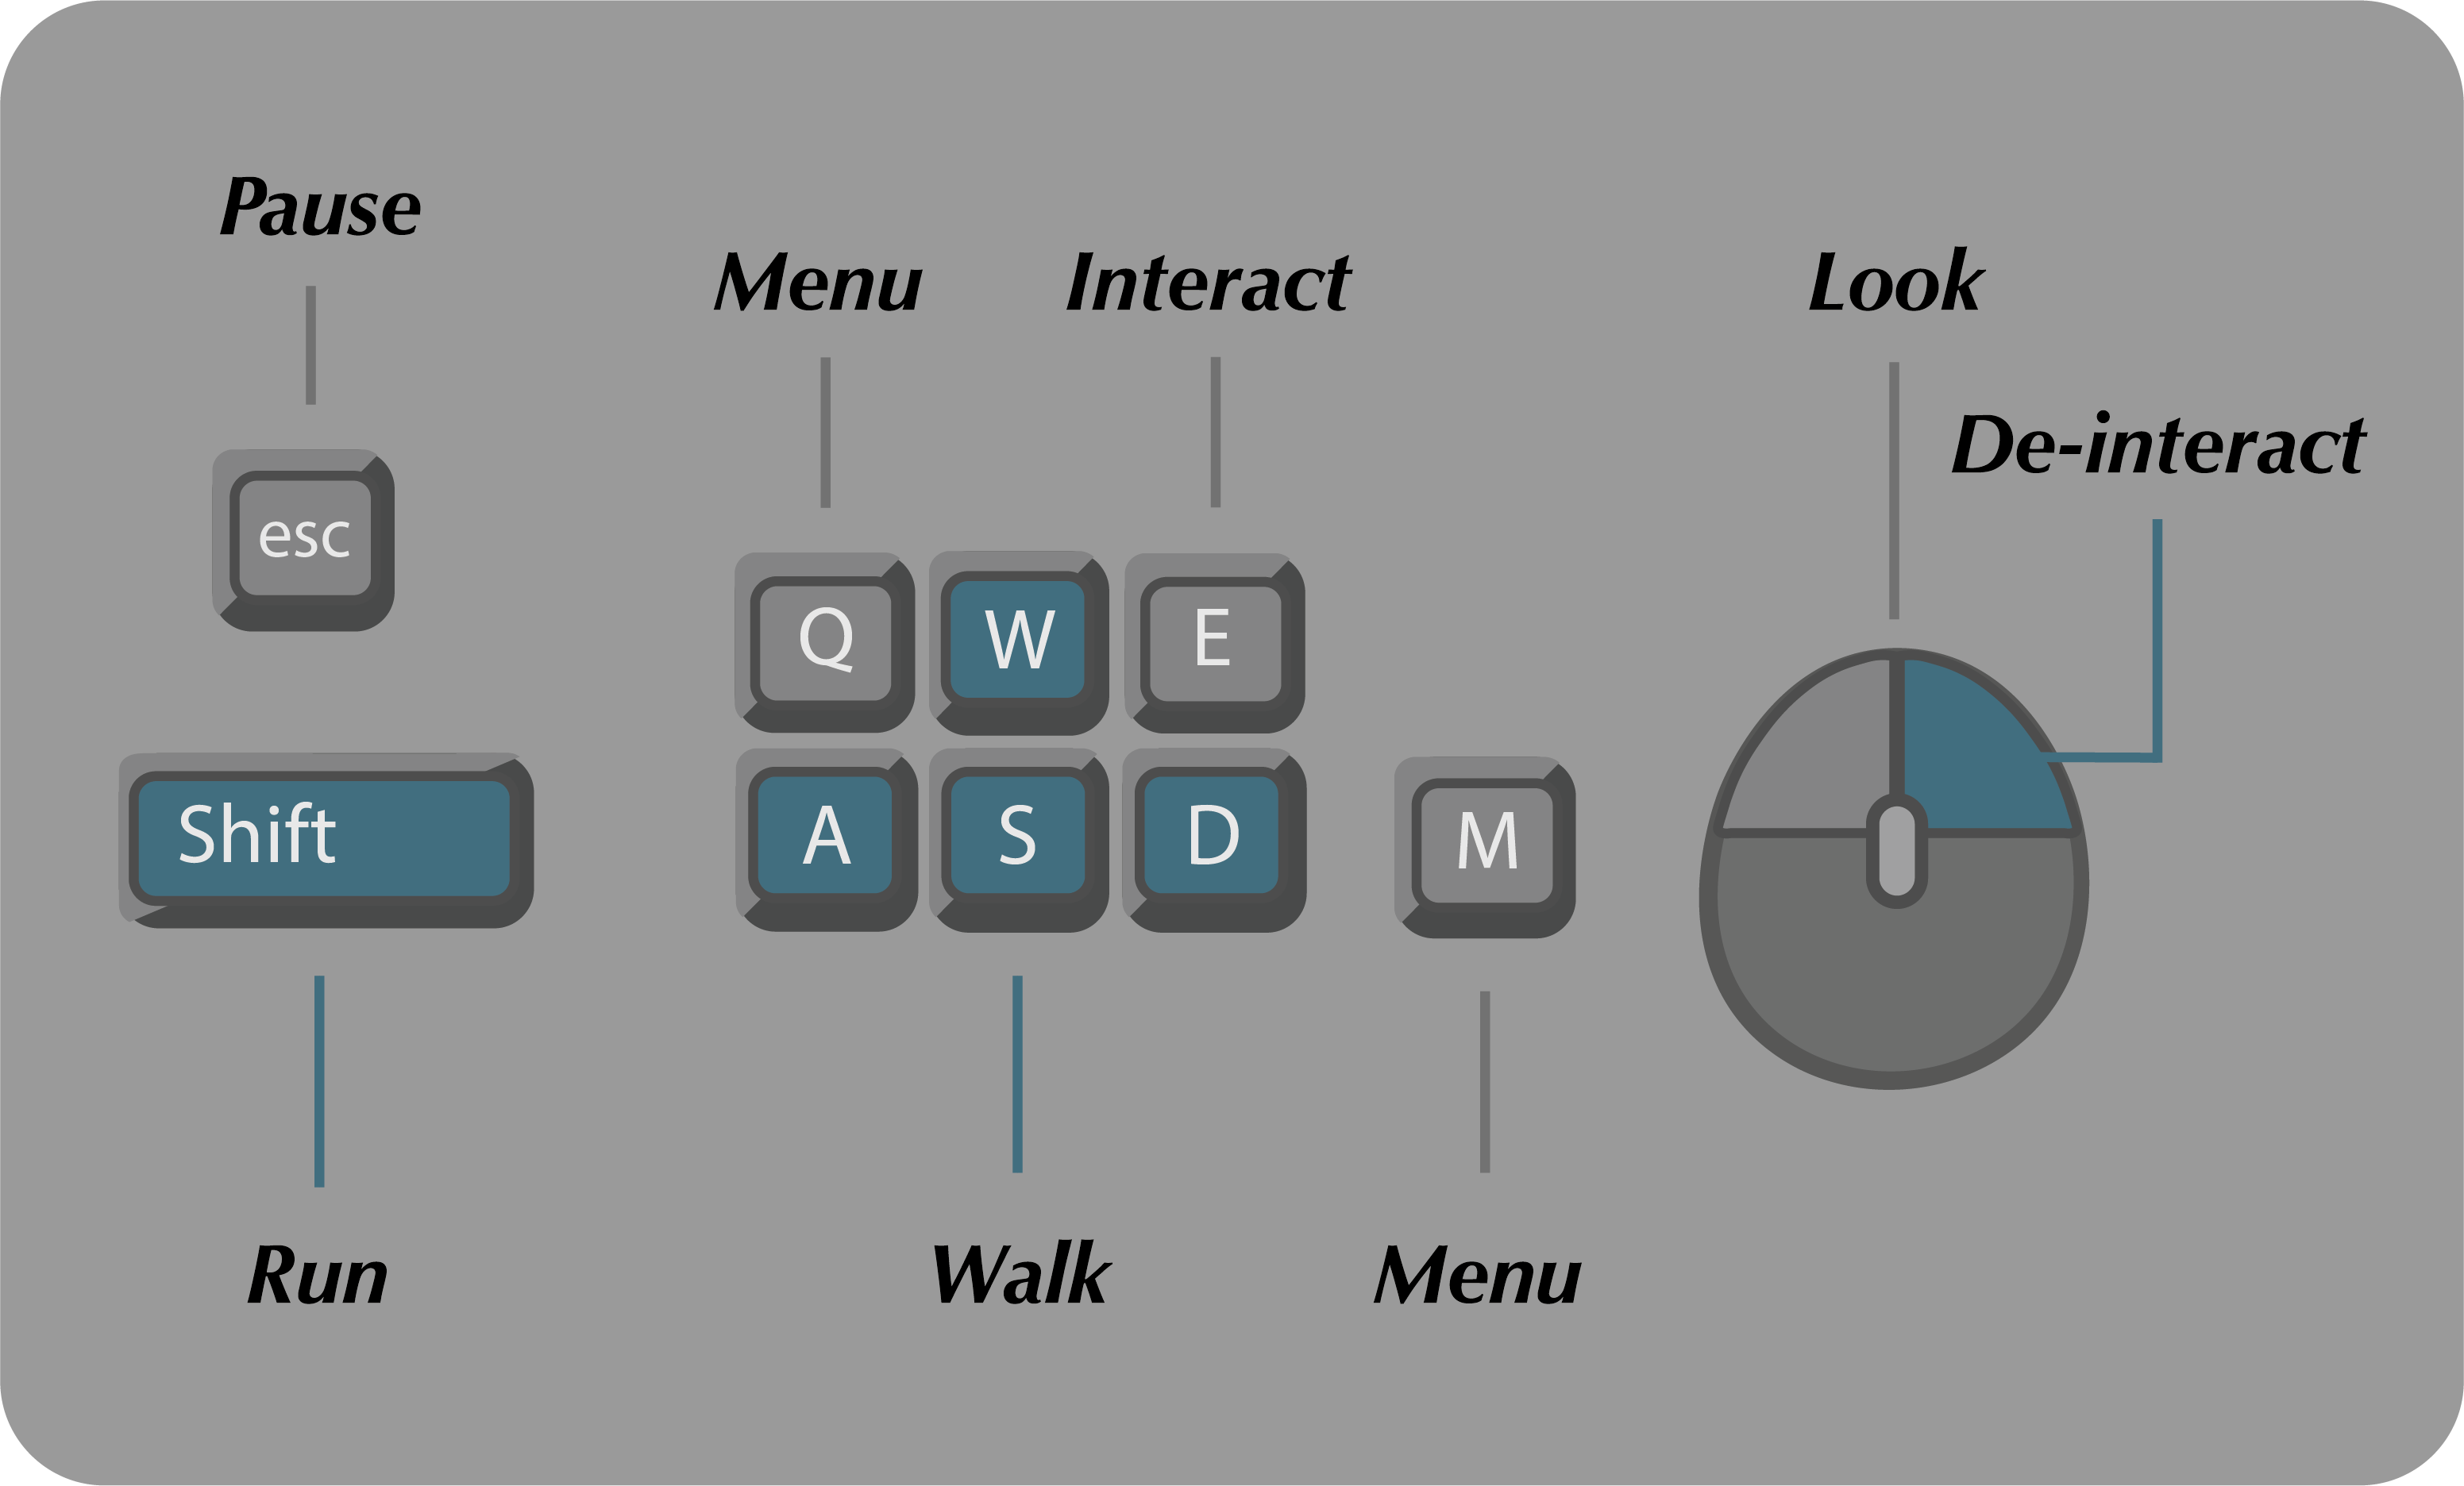 Pause
Menu
Interact
Look
De-interact
esc
Q
W
E
Shift
A
S
D
M
Run
Walk
Menu